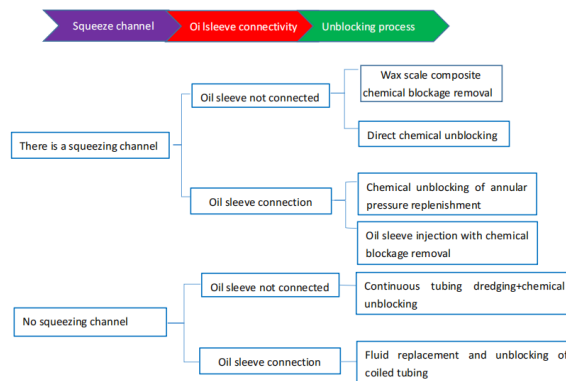 Squeeze channel
Oi lsleeve connectivity
Unblocking process
Wax scale composite
chemical blockage removal
Oil sleeve not connected
Direct chemical unblocking
There is a squeezing channel
Chemical unblocking of annular
pressure replenishment
Oil sleeve connection
Oil sleeve injection with chemical
blockage removal
Oil sleeve not connected
Continuous tubing dredging+chemical
unblocking
No squeezing channel
Oil sleeve connection
Fluid replacement and unblocking of
coiled tubing